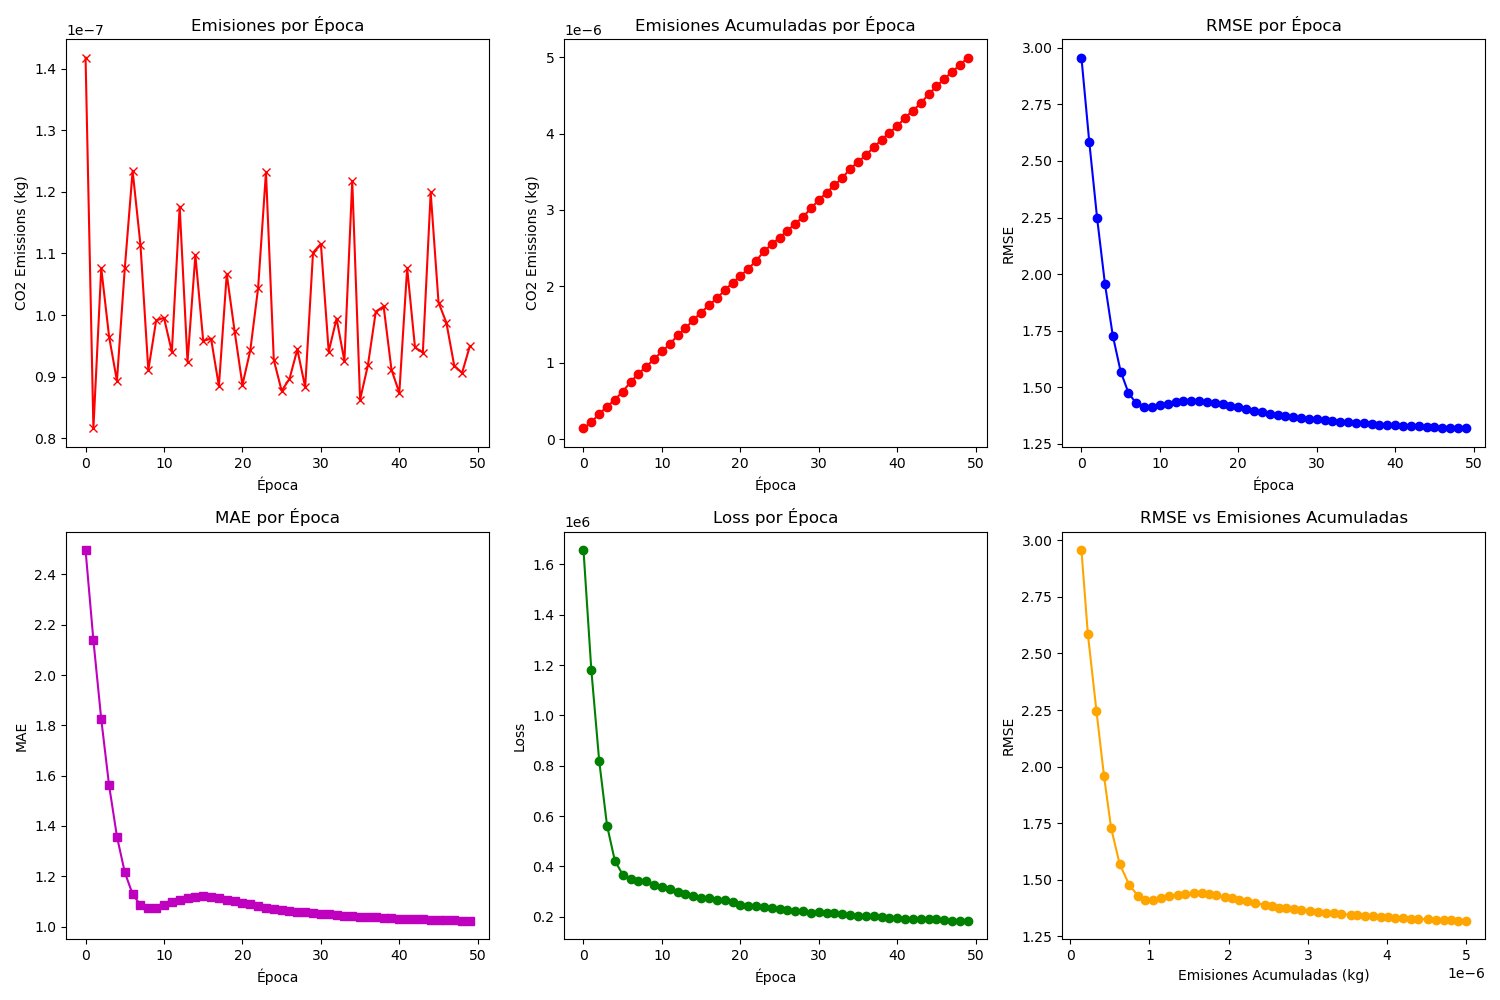 Emisiones por Época
1e−7
CO2 Emissions (kg)
1.4
1.3
1.2
1.1
1.0
0.9
0.8
0 10 20 30 40 50
Época
Emisiones Acumuladas por Época
1e−6
CO2 Emissions (kg)
5
4
3
2
1
0
0 10 20 30 40 50
Época
RMSE por Época
RMSE
3.00
2.75
2.50
2.25
2.00
1.75
1.50
1.25
0 10 20 30 40 50
Época
MAE por Época
MAE
2.4
2.2
2.0
1.8
1.6
1.4
1.2
1.0
0 10 20 30 40 50
Época
Loss por Época
1e6
Loss
1.6
1.4
1.2
1.0
0.8
0.6
0.4
0.2
0 10 20 30 40 50
Época
RMSE vs Emisiones Acumuladas
RMSE
3.00
2.75
2.50
2.25
2.00
1.75
1.50
1.25
0 1 2 3 4 5
1e−6
Emisiones Acumuladas (kg)